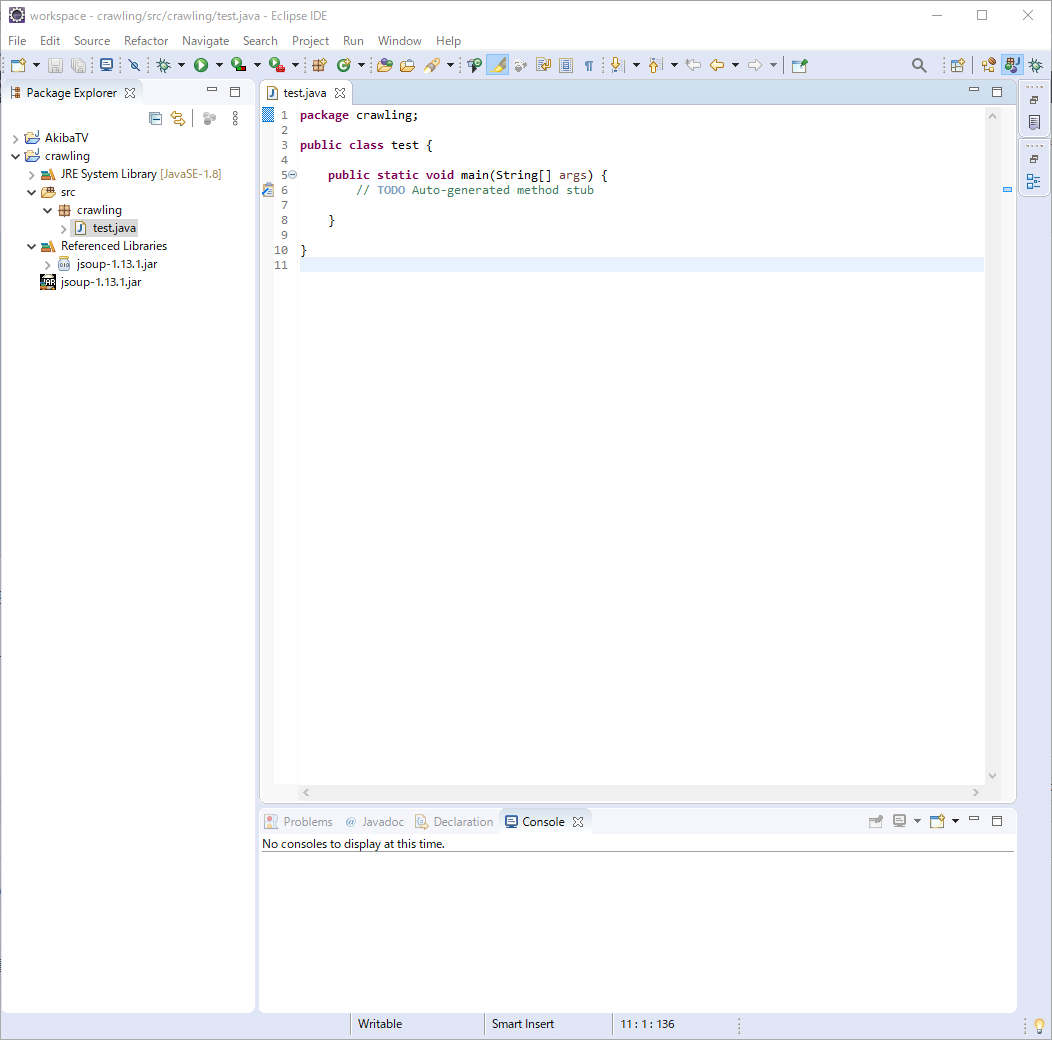 workspace - crawling/src/crawling/test.java - Eclipse IDE
File Edit Source Refactor Navigate Search Project Run Window Help
Package Explorer
AkibaTV
crawling
JRE System Library [JavaSE-1.8]
src
crawling
test.java
Referenced Libraries
jsoup-1.13.1.jar
jsoup-1.13.1.jar
test.java
1 package crawling;
2
3 public class test {
4
5 public static void main(String[] args) {
6 // TODO Auto-generated method stub
7
8 }
9
10 }
11
Problems @ Javadoc Declaration Console
No consoles to display at this time.
Writable Smart Insert 11 : 1 : 136